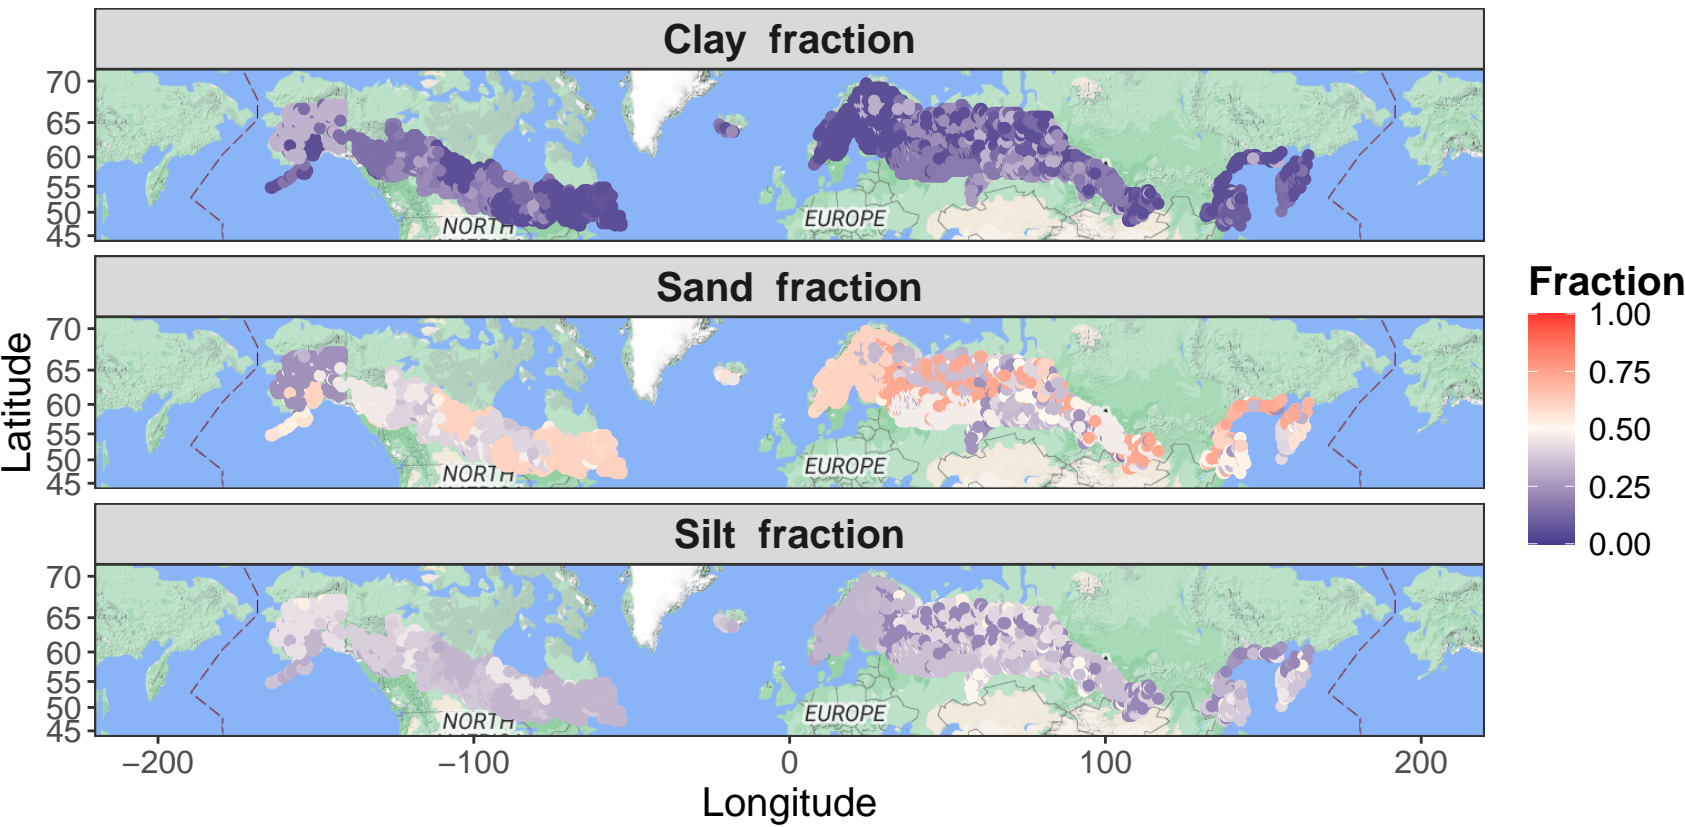 Clay fraction
70
65
60
55
50
45
NORTH
EUROPE
Sand fraction
Latitude
70
65
60
55
50
45
NORTH
EUROPE
Fraction
1.00
0.75
0.50
0.25
0.00
Silt fraction
70
65
60
55
50
45
NORTH
EUROPE
−200
−100
0
100
200
Longitude